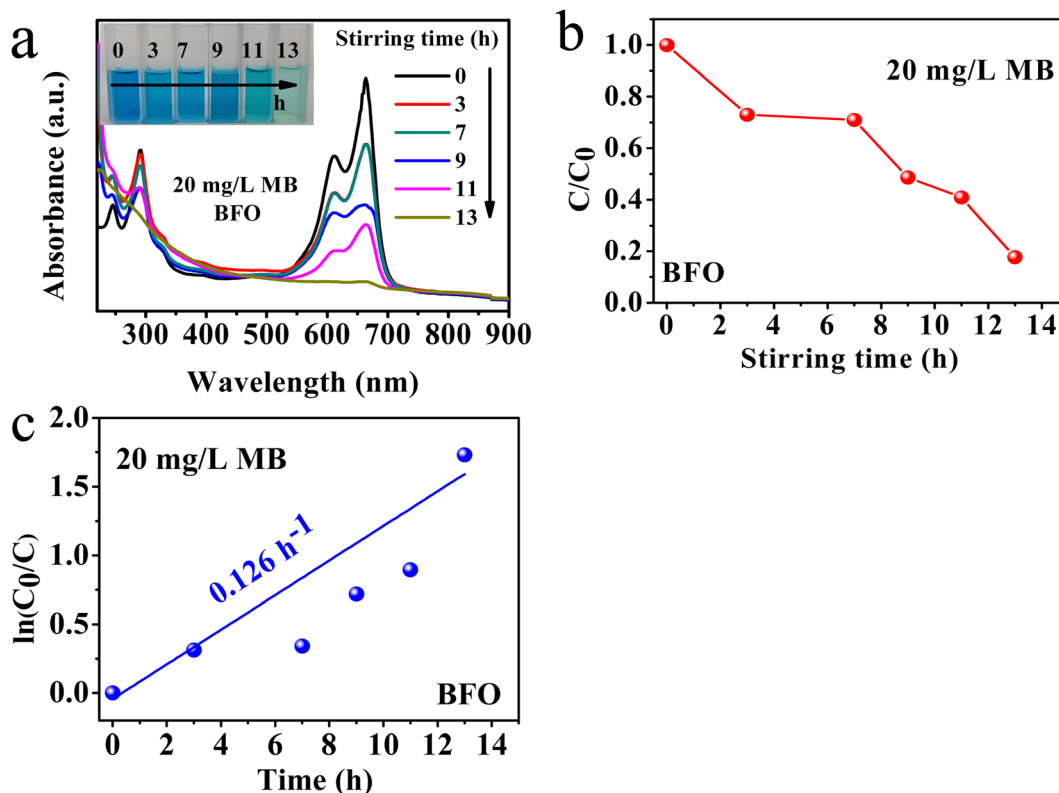 a
0 3 7 9 11 13
h
Stirring time (h)
0
3
7
9
11
13
20 mg/L MB
BFO
Absorbance (a.u.)
300 400 500 600 700 800 900
Wavelength (nm)
b
1.0
0.8
0.6
0.4
0.2
0.0
C/C0
20 mg/L MB
BFO
0 2 4 6 8 10 12 14
Stirring time (h)
c
2.0
1.5
1.0
0.5
0.0
ln(C0/C)
20 mg/L MB
0.126 h-1
BFO
0 2 4 6 8 10 12 14
Time (h)